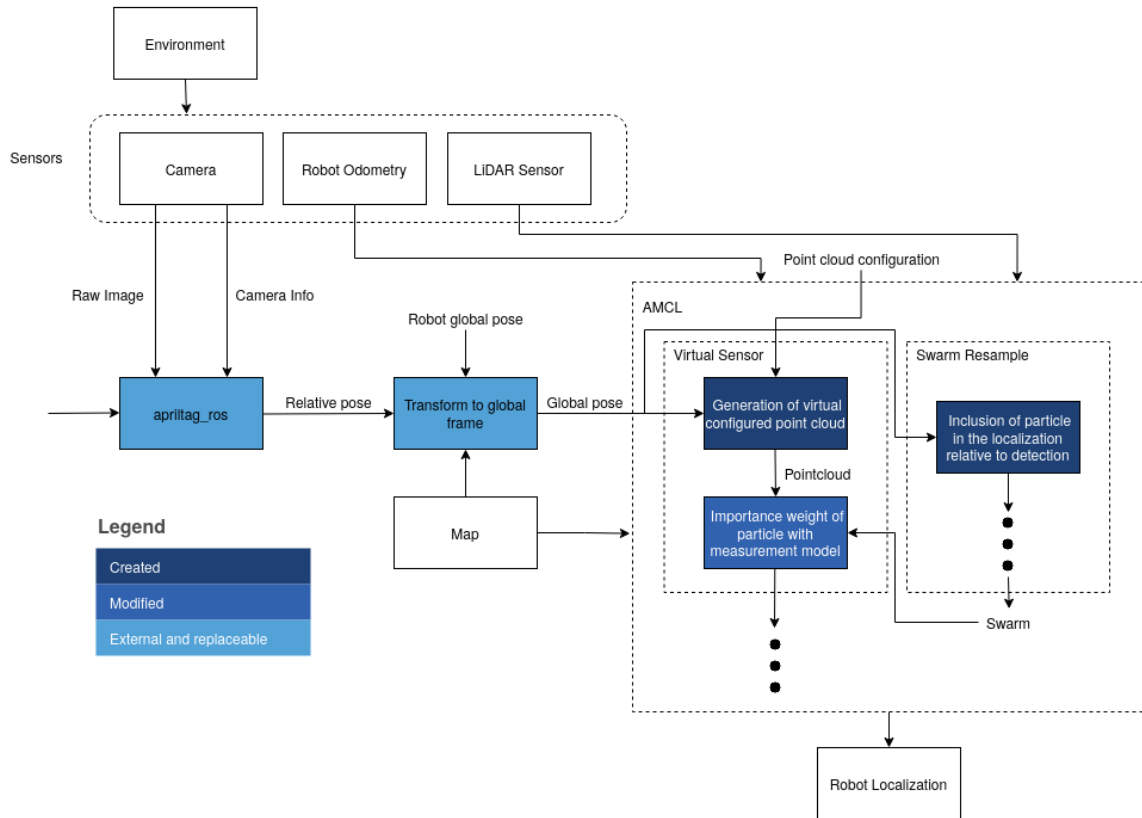 Environment
Sensors
Camera
Robot Odometry
LiDAR Sensor
Raw Image
Camera Info
Point cloud configuration
Robot global pose
AMCL
Virtual Sensor
Swarm Resample
apriltag_ros
Relative pose
Transform to global
frame
Global pose
Generation of virtual
configured point cloud
Inclusion of particle
in the localization
relative to detection
Pointcloud
Map
Importance weight of
particle with
measurement model
Swarm
Legend
Created
Modified
External and replaceable
Robot Localization